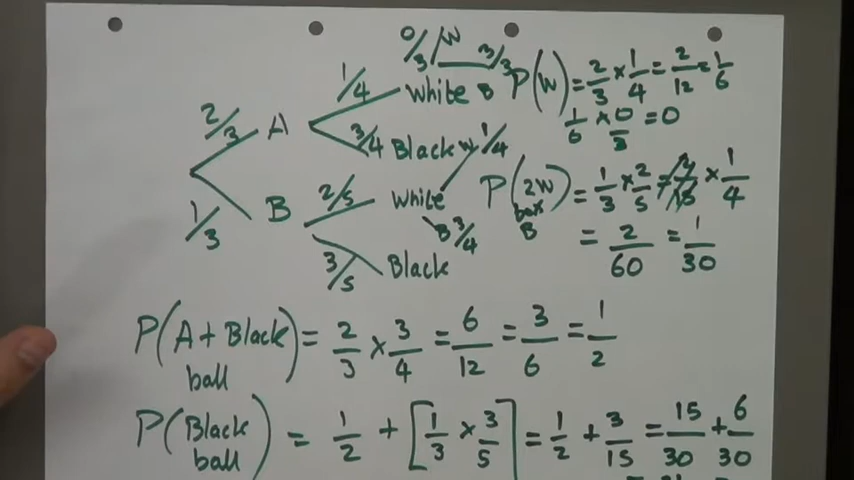 0/3 W 3/3
1/4 White B P(W) = 2/3 × 1/4 = 2/12 = 1/6
2/3 A 1/6 × 0/3 = 0
3/4 Black W 1/4
1/3 B 2/5 White P(2W box B) = 1/3 × 2/5 = 2/15 × 1/4
B 3/4 = 2/60 = 1/30
3/5 Black
P(A + Black ball) = 2/3 × 3/4 = 6/12 = 3/6 = 1/2
P(Black ball) = 1/2 + [1/3 × 3/5] = 1/2 + 3/15 = 15/30 + 6/30